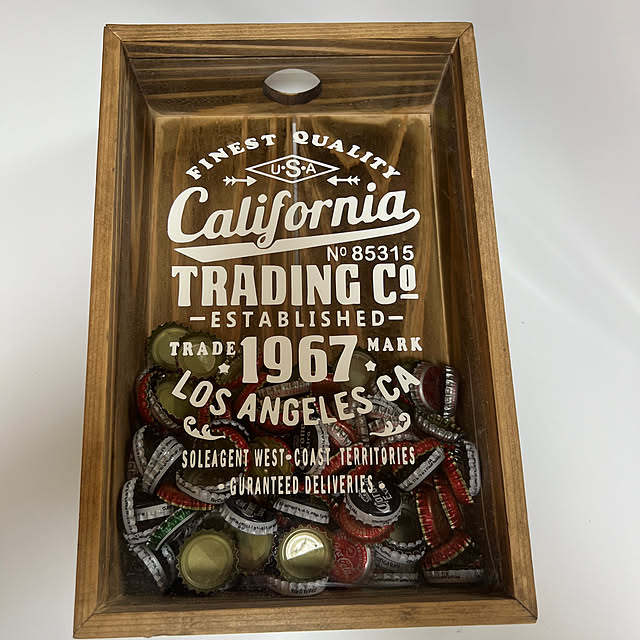 FINEST QUALITY
U·S·A
California
Nº 85315
TRADING Cº
–ESTABLISHED–
TRADE 1967 MARK
LOS ANGELES CA
SOLEAGENT WEST·COAST TERRITORIES
· GURANTEED DELIVERIES ·